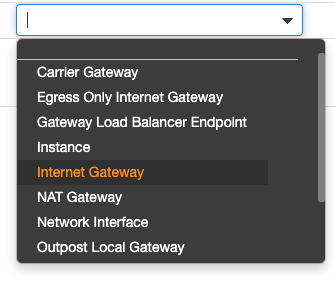 Carrier Gateway
Egress Only Internet Gateway
Gateway Load Balancer Endpoint
Instance
Internet Gateway
NAT Gateway
Network Interface
Outpost Local Gateway